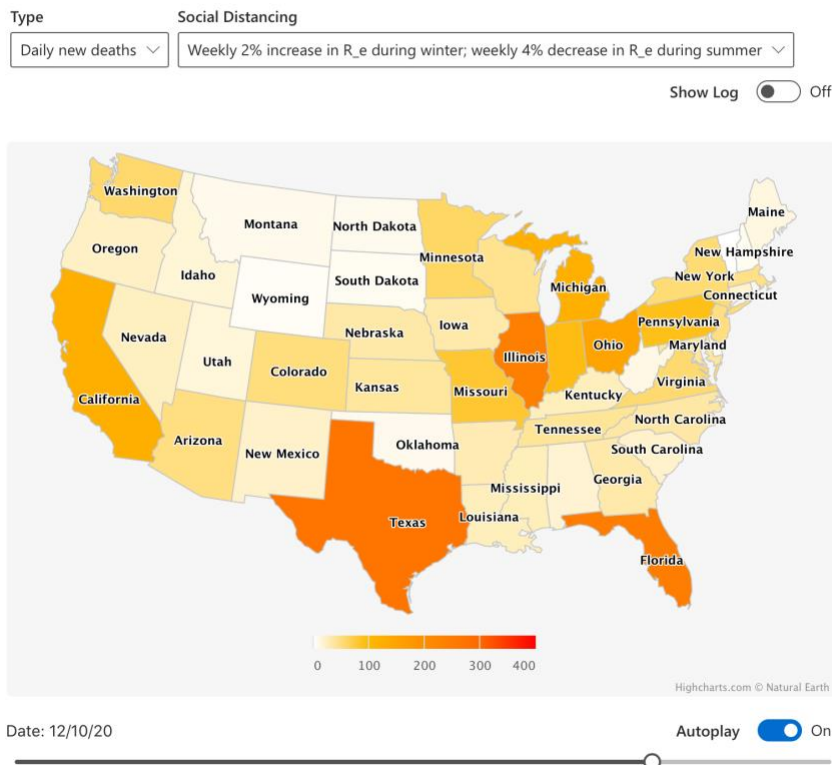 Type
Social Distancing
Daily new deaths
Weekly 2% increase in R_e during winter; weekly 4% decrease in R_e during summer
Show Log
Off
Washington
Montana
North Dakota
Maine
Oregon
Idaho
Minnesota
New Hampshire
South Dakota
New York
Wyoming
Michigan
Connecticut
Nebraska
Iowa
Pennsylvania
Nevada
Utah
Illinois
Ohio
Maryland
Colorado
Kansas
Missouri
Kentucky
Virginia
California
Arizona
New Mexico
Oklahoma
Tennessee
North Carolina
South Carolina
Mississippi
Georgia
Texas
Louisiana
Florida
0 100 200 300 400
Highcharts.com © Natural Earth
Date: 12/10/20
Autoplay
On